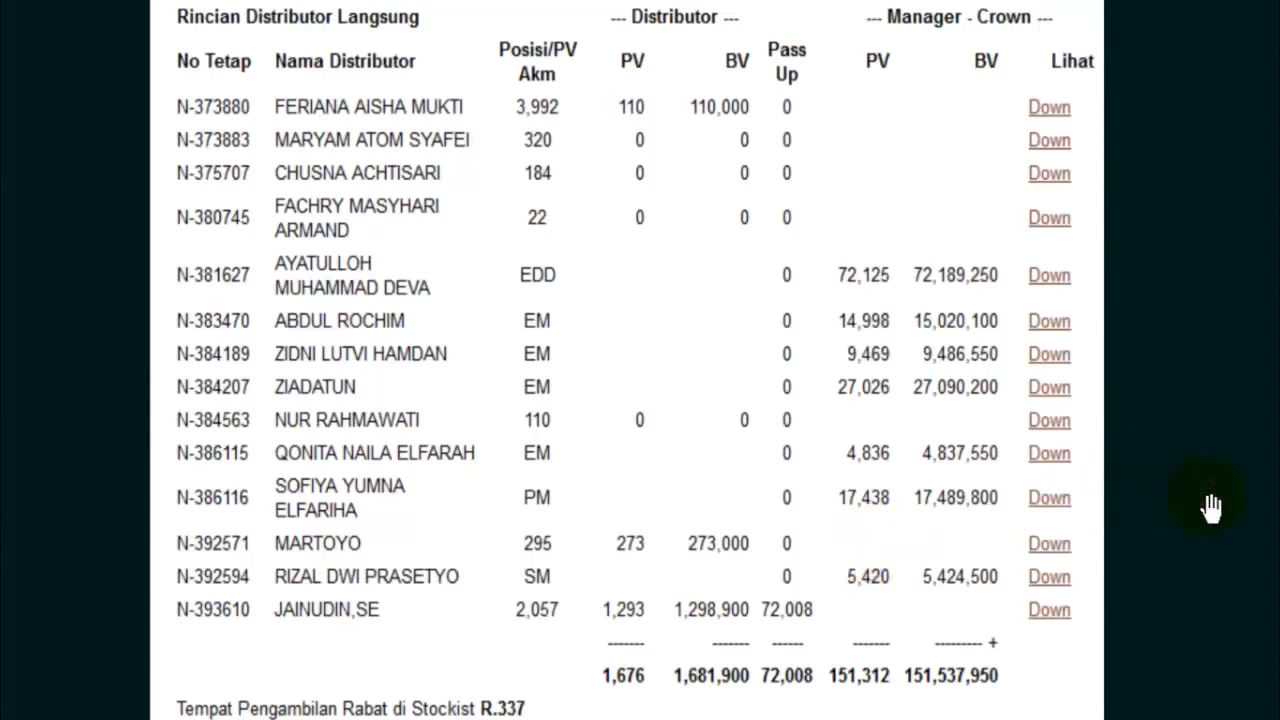 Rincian Distributor Langsung --- Distributor --- --- Manager - Crown ---
No Tetap Nama Distributor Posisi/PV Akm PV BV Pass Up PV BV Lihat
N-373880 FERIANA AISHA MUKTI 3,992 110 110,000 0 Down
N-373883 MARYAM ATOM SYAFEI 320 0 0 0 Down
N-375707 CHUSNA ACHTISARI 184 0 0 0 Down
N-380745 FACHRY MASYHARI ARMAND 22 0 0 0 Down
N-381627 AYATULLOH MUHAMMAD DEVA EDD 0 72,125 72,189,250 Down
N-383470 ABDUL ROCHIM EM 0 14,998 15,020,100 Down
N-384189 ZIDNI LUTVI HAMDAN EM 0 9,469 9,486,550 Down
N-384207 ZIADATUN EM 0 27,026 27,090,200 Down
N-384563 NUR RAHMAWATI 110 0 0 0 Down
N-386115 QONITA NAILA ELFARAH EM 0 4,836 4,837,550 Down
N-386116 SOFIYA YUMNA ELFARIHA PM 0 17,438 17,489,800 Down
N-392571 MARTOYO 295 273 273,000 0 Down
N-392594 RIZAL DWI PRASETYO SM 0 5,420 5,424,500 Down
N-393610 JAINUDIN,SE 2,057 1,293 1,298,900 72,008 Down
------- ------- ------ ------- --------- +
1,676 1,681,900 72,008 151,312 151,537,950
Tempat Pengambilan Rabat di Stockist R.337